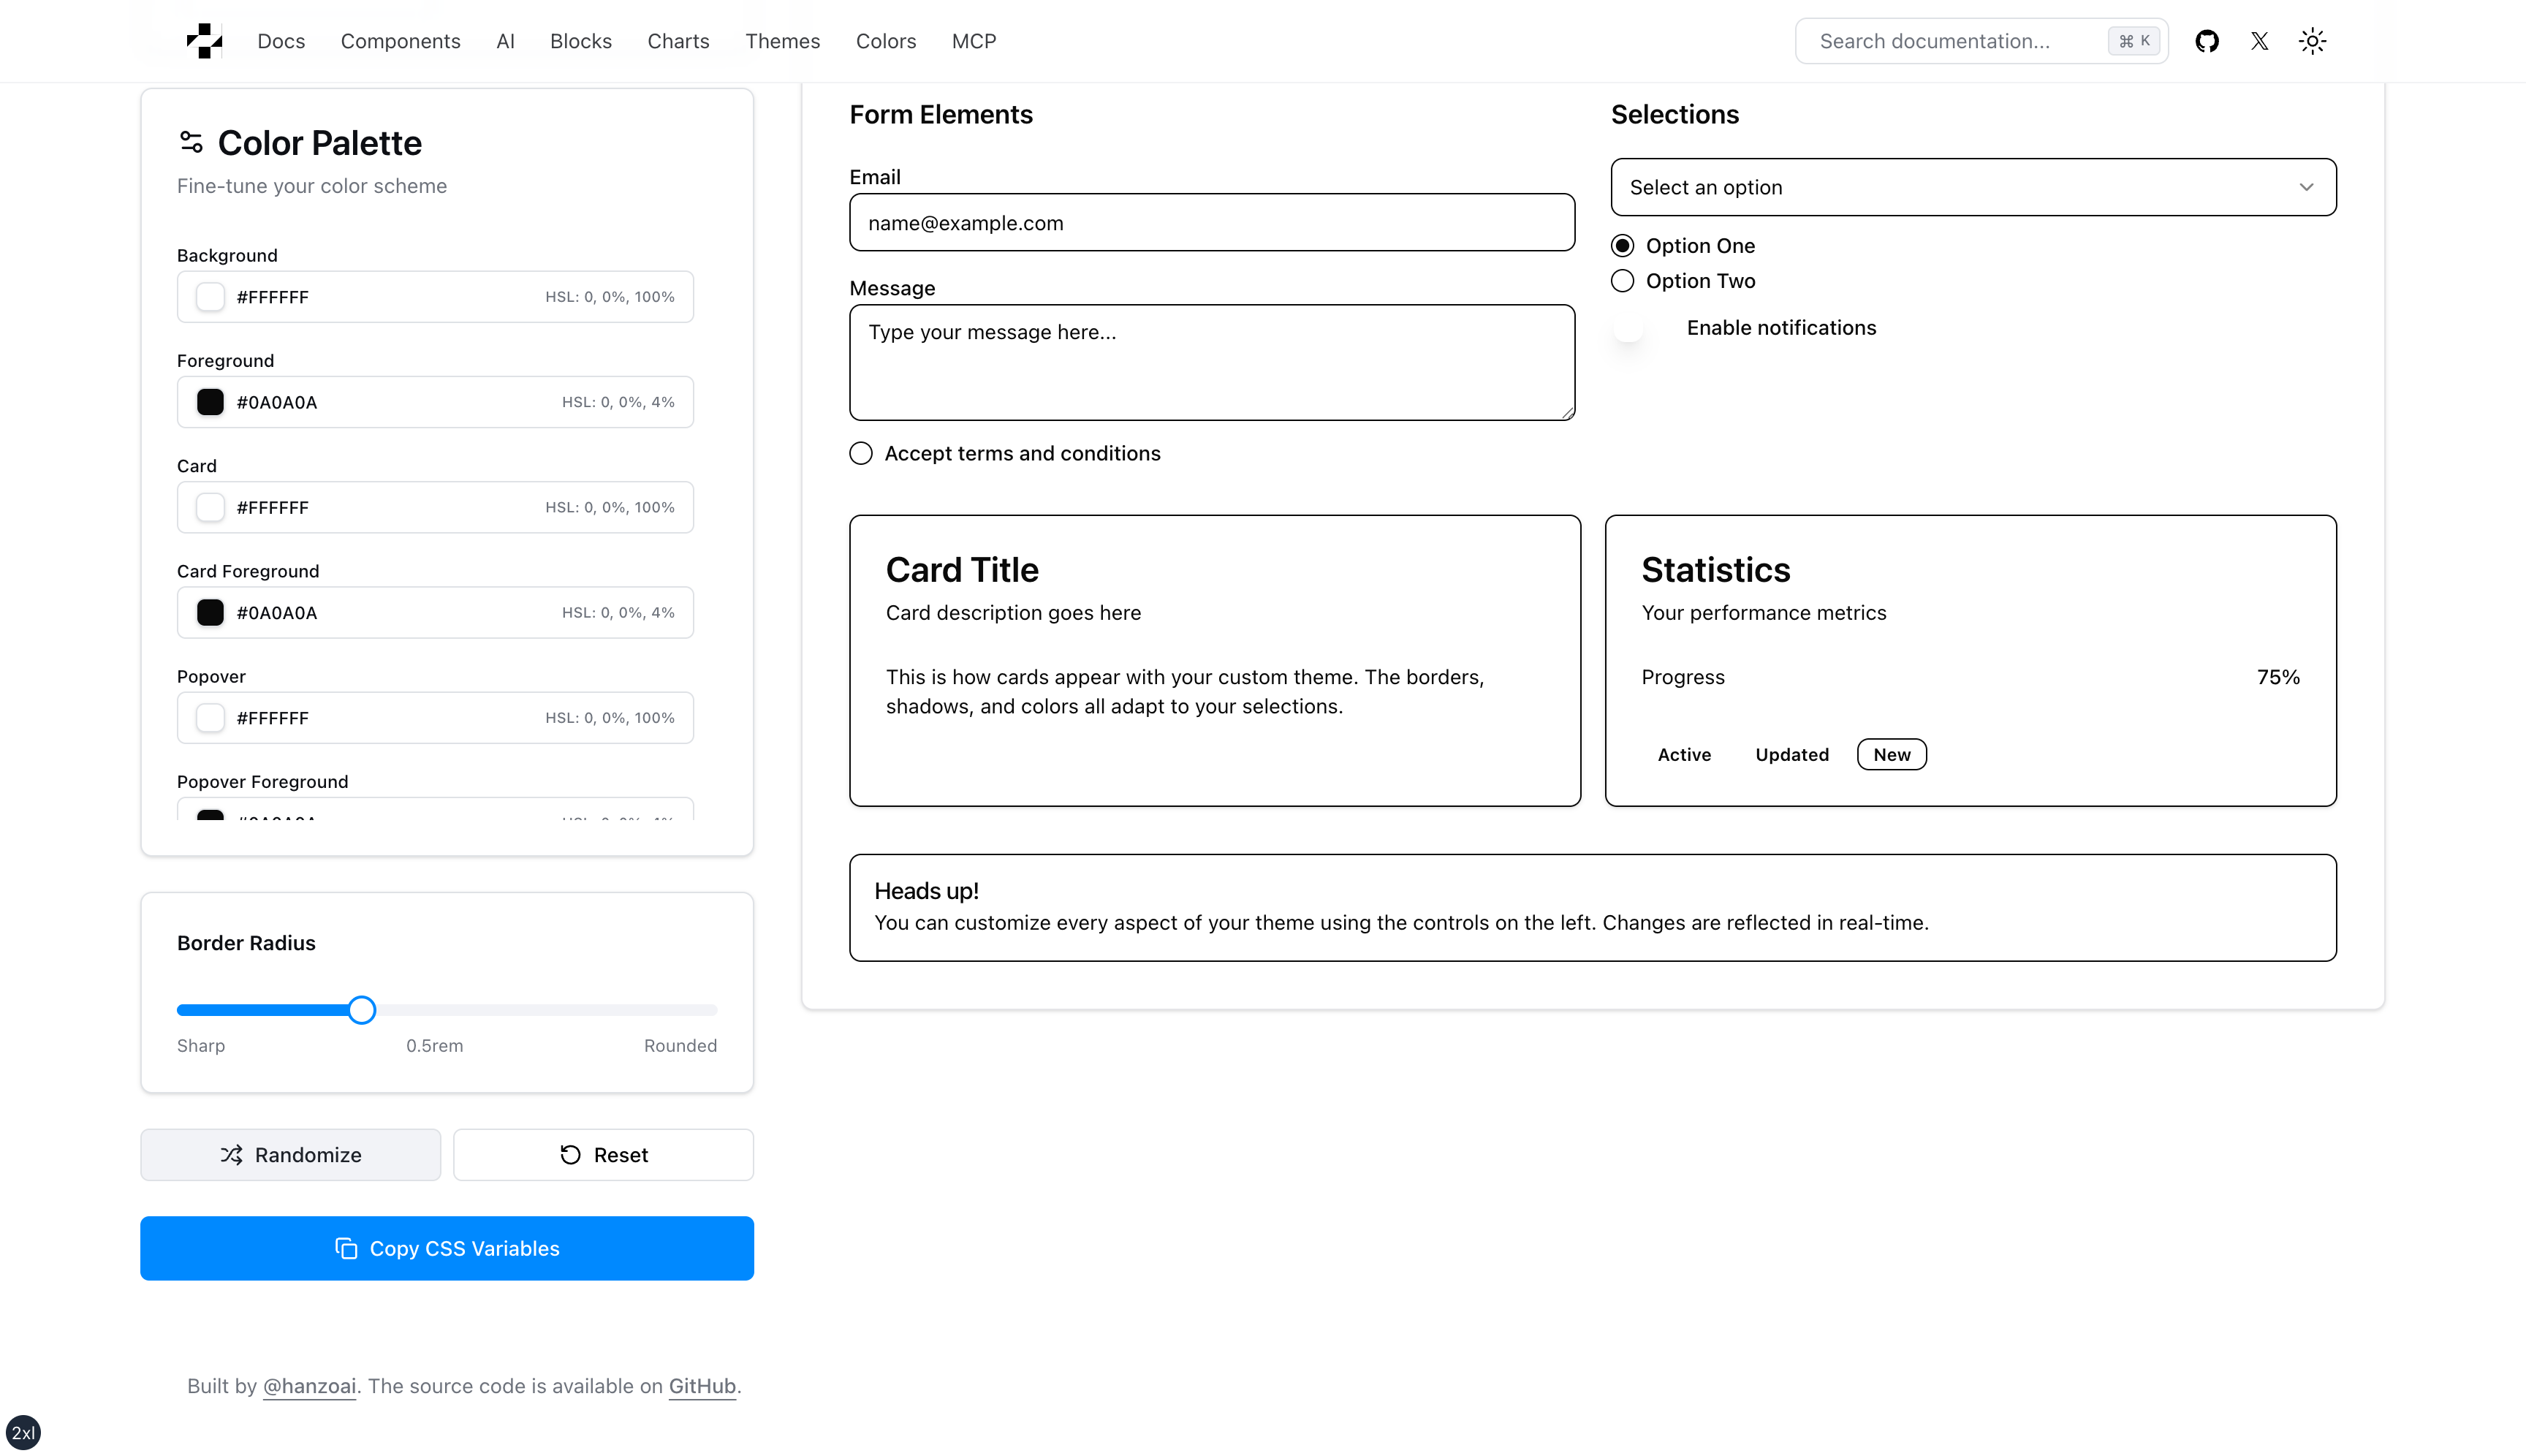 Docs Components AI Blocks Charts Themes Colors MCP Search documentation... ⌘ K
Color Palette
Fine-tune your color scheme
Background
#FFFFFF HSL: 0, 0%, 100%
Foreground
#0A0A0A HSL: 0, 0%, 4%
Card
#FFFFFF HSL: 0, 0%, 100%
Card Foreground
#0A0A0A HSL: 0, 0%, 4%
Popover
#FFFFFF HSL: 0, 0%, 100%
Popover Foreground
Border Radius
Sharp 0.5rem Rounded
Randomize Reset
Copy CSS Variables
Form Elements
Email
name@example.com
Message
Type your message here...
Accept terms and conditions
Selections
Select an option
Option One
Option Two
Enable notifications
Card Title
Card description goes here
This is how cards appear with your custom theme. The borders,
shadows, and colors all adapt to your selections.
Statistics
Your performance metrics
Progress 75%
Active Updated New
Heads up!
You can customize every aspect of your theme using the controls on the left. Changes are reflected in real-time.
Built by @hanzoai. The source code is available on GitHub.
2xl